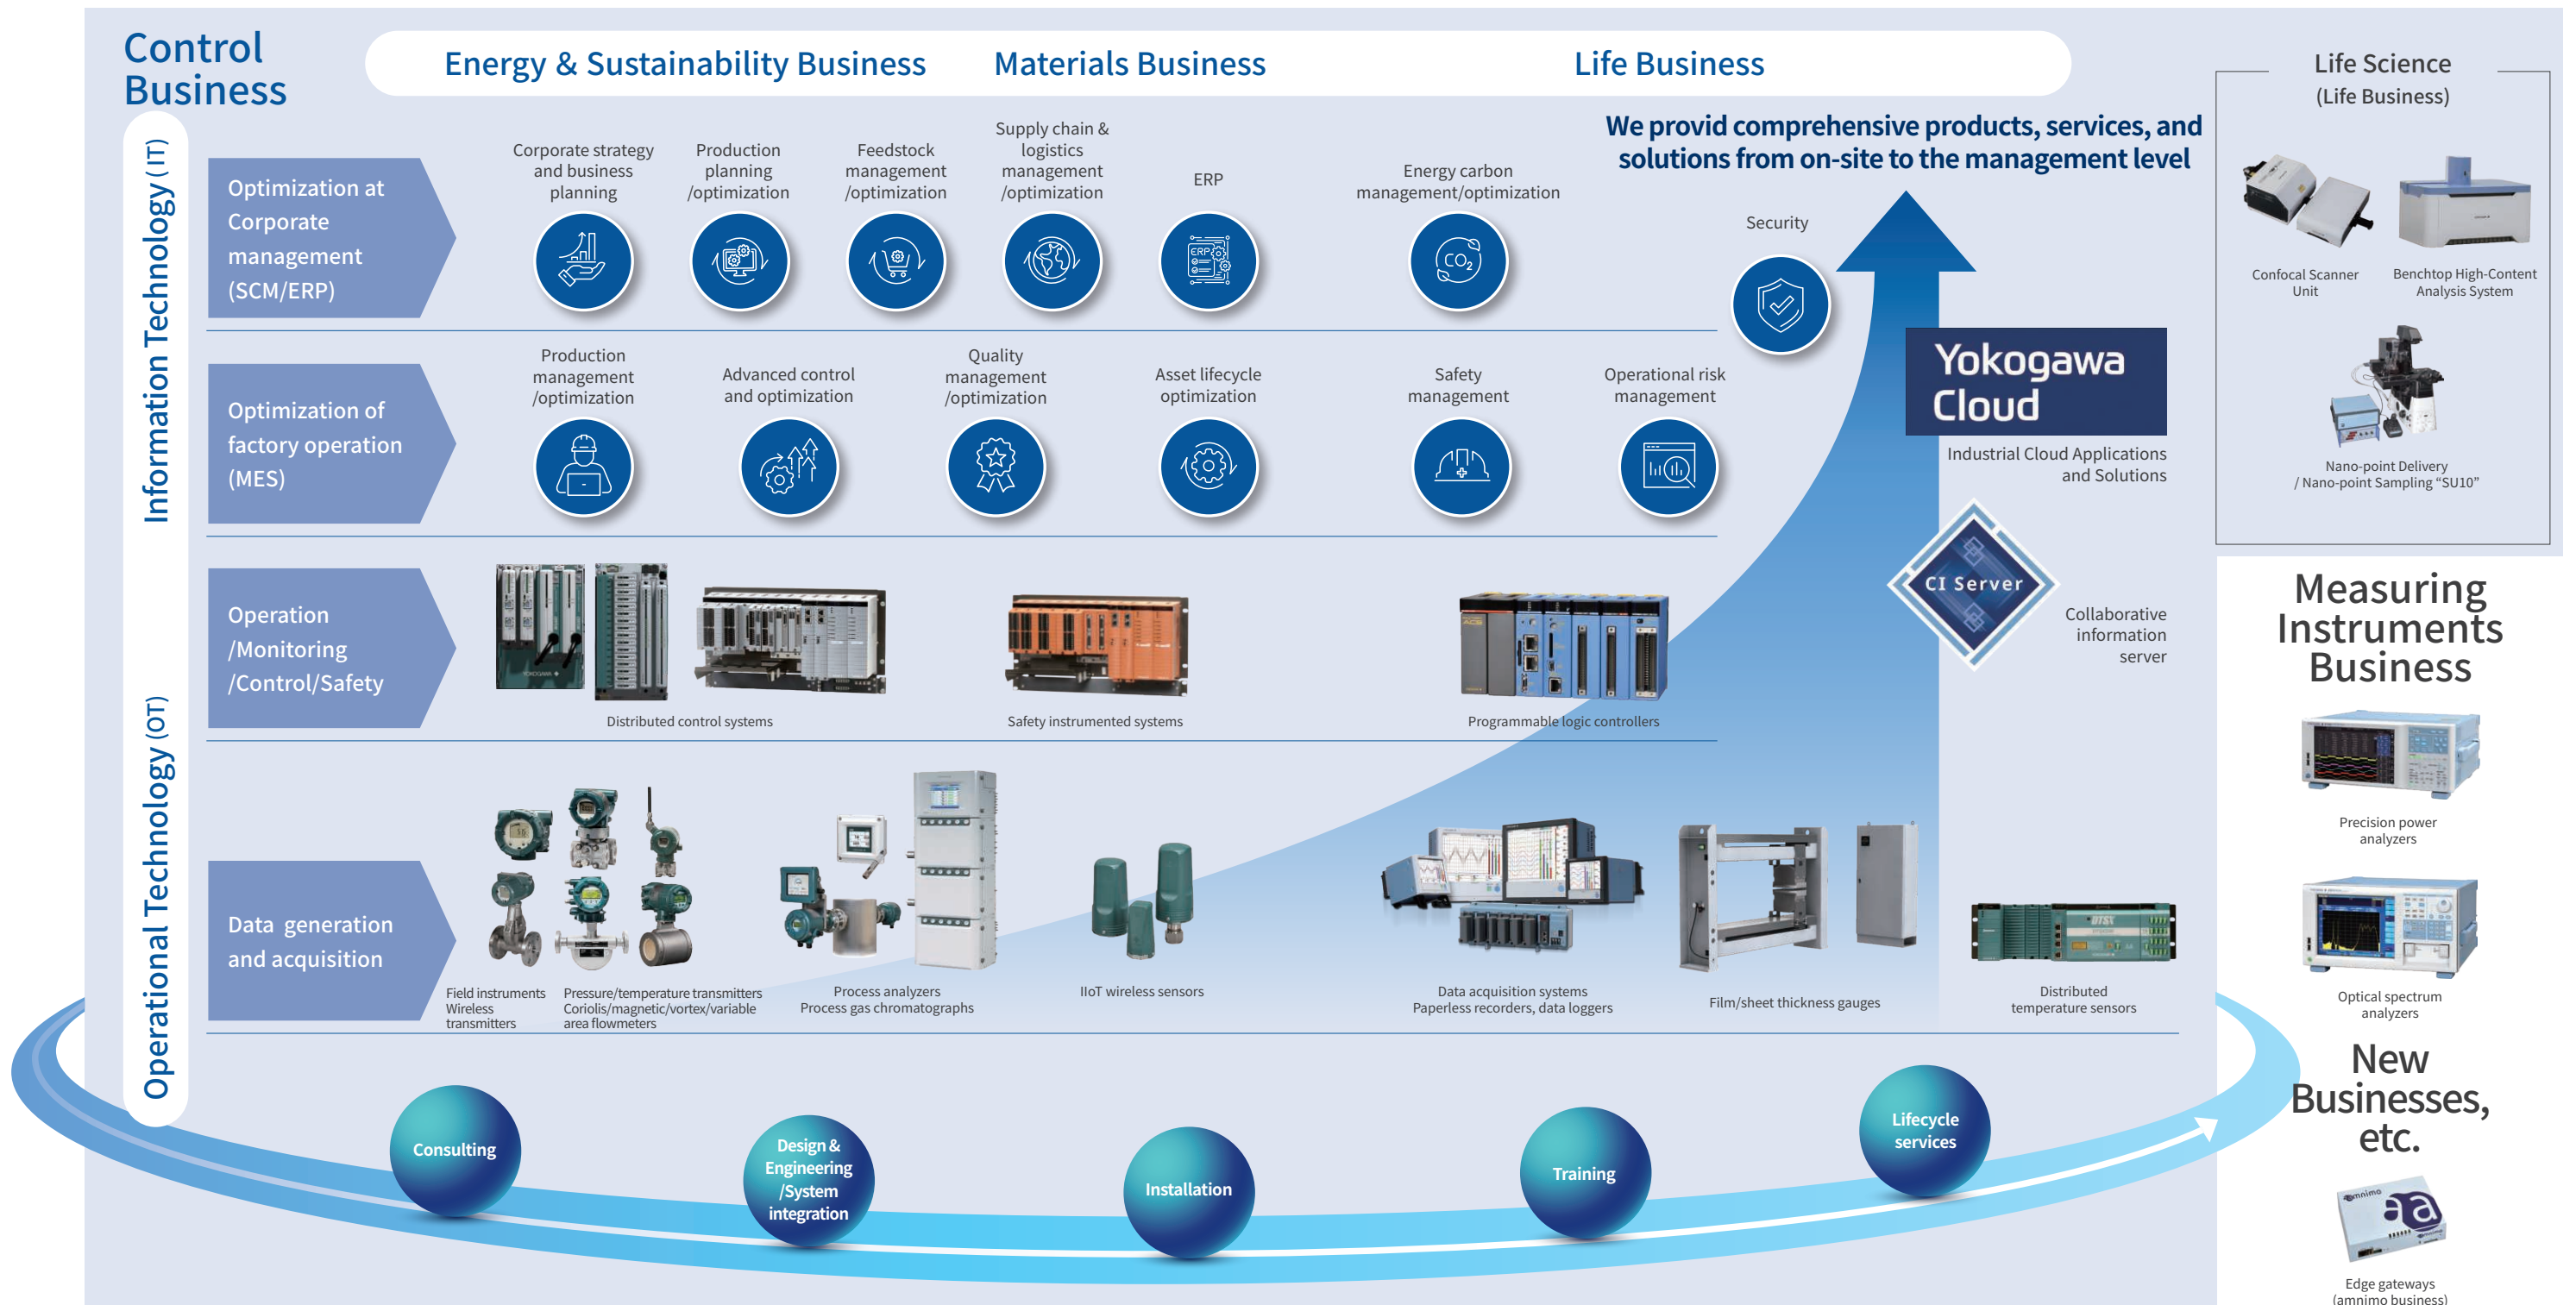 Control
Business
Energy & Sustainability Business
Materials Business
Life Business
We provid comprehensive products, services, and
solutions from on-site to the management level
Information Technology (IT)
Operational Technology (OT)
Optimization at
Corporate
management
(SCM/ERP)
Corporate strategy
and business
planning
Production
planning
/optimization
Feedstock
management
/optimization
Supply chain &
logistics
management
/optimization
ERP
ERP
Energy carbon
management/optimization
CO2
Security
Optimization of
factory operation
(MES)
Production
management
/optimization
Advanced control
and optimization
Quality
management
/optimization
Asset lifecycle
optimization
Safety
management
Operational risk
management
Yokogawa
Cloud
Industrial Cloud Applications
and Solutions
CI Server
Collaborative
information
server
Operation
/Monitoring
/Control/Safety
YOKOGAWA
Distributed control systems
Safety instrumented systems
Programmable logic controllers
Data generation
and acquisition
Field instruments
Wireless
transmitters
Pressure/temperature transmitters
Coriolis/magnetic/vortex/variable
area flowmeters
Process analyzers
Process gas chromatographs
IIoT wireless sensors
Data acquisition systems
Paperless recorders, data loggers
Film/sheet thickness gauges
DTSX
Distributed
temperature sensors
Consulting
Design &
Engineering
/System
integration
Installation
Training
Lifecycle
services
Life Science
(Life Business)
Confocal Scanner
Unit
Benchtop High-Content
Analysis System
Nano-point Delivery
/ Nano-point Sampling “SU10”
Measuring
Instruments
Business
Precision power
analyzers
Optical spectrum
analyzers
New
Businesses,
etc.
amnimo
Edge gateways
(amnimo business)